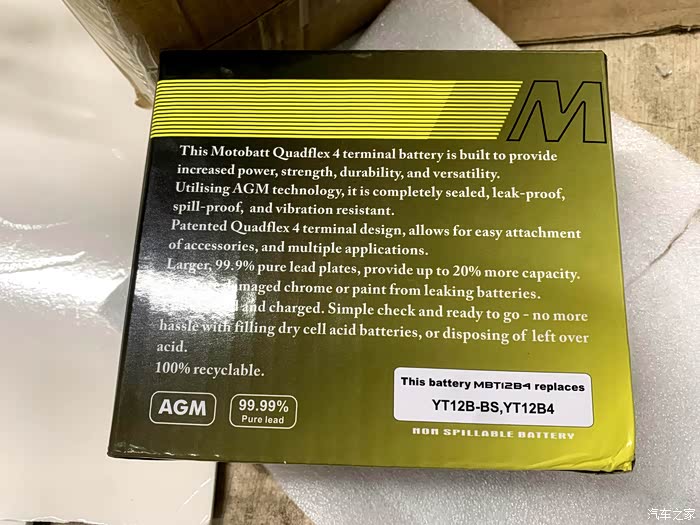 M
This Motobatt Quadflex 4 terminal battery is built to provide
increased power, strength, durability, and versatility.
Utilising AGM technology, it is completely sealed, leak-proof,
spill-proof, and vibration resistant.
Patented Quadflex 4 terminal design, allows for easy attachment
of accessories, and multiple applications.
Larger, 99.9% pure lead plates, provide up to 20% more capacity.
chrome or paint from leaking batteries.
and charged. Simple check and ready to go - no more
hassle with filling dry cell acid batteries, or disposing of left over
acid.
100% recyclable.
This battery MBT12B4 replaces
YT12B-BS,YT12B4
AGM
99.99%
Pure lead
NON SPILLABLE BATTERY
汽车之家